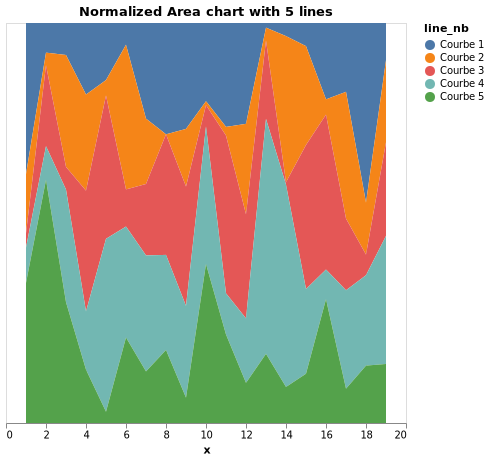 Normalized Area chart with 5 lines
line_nb
Courbe 1
Courbe 2
Courbe 3
Courbe 4
Courbe 5
0 2 4 6 8 10 12 14 16 18 20
x